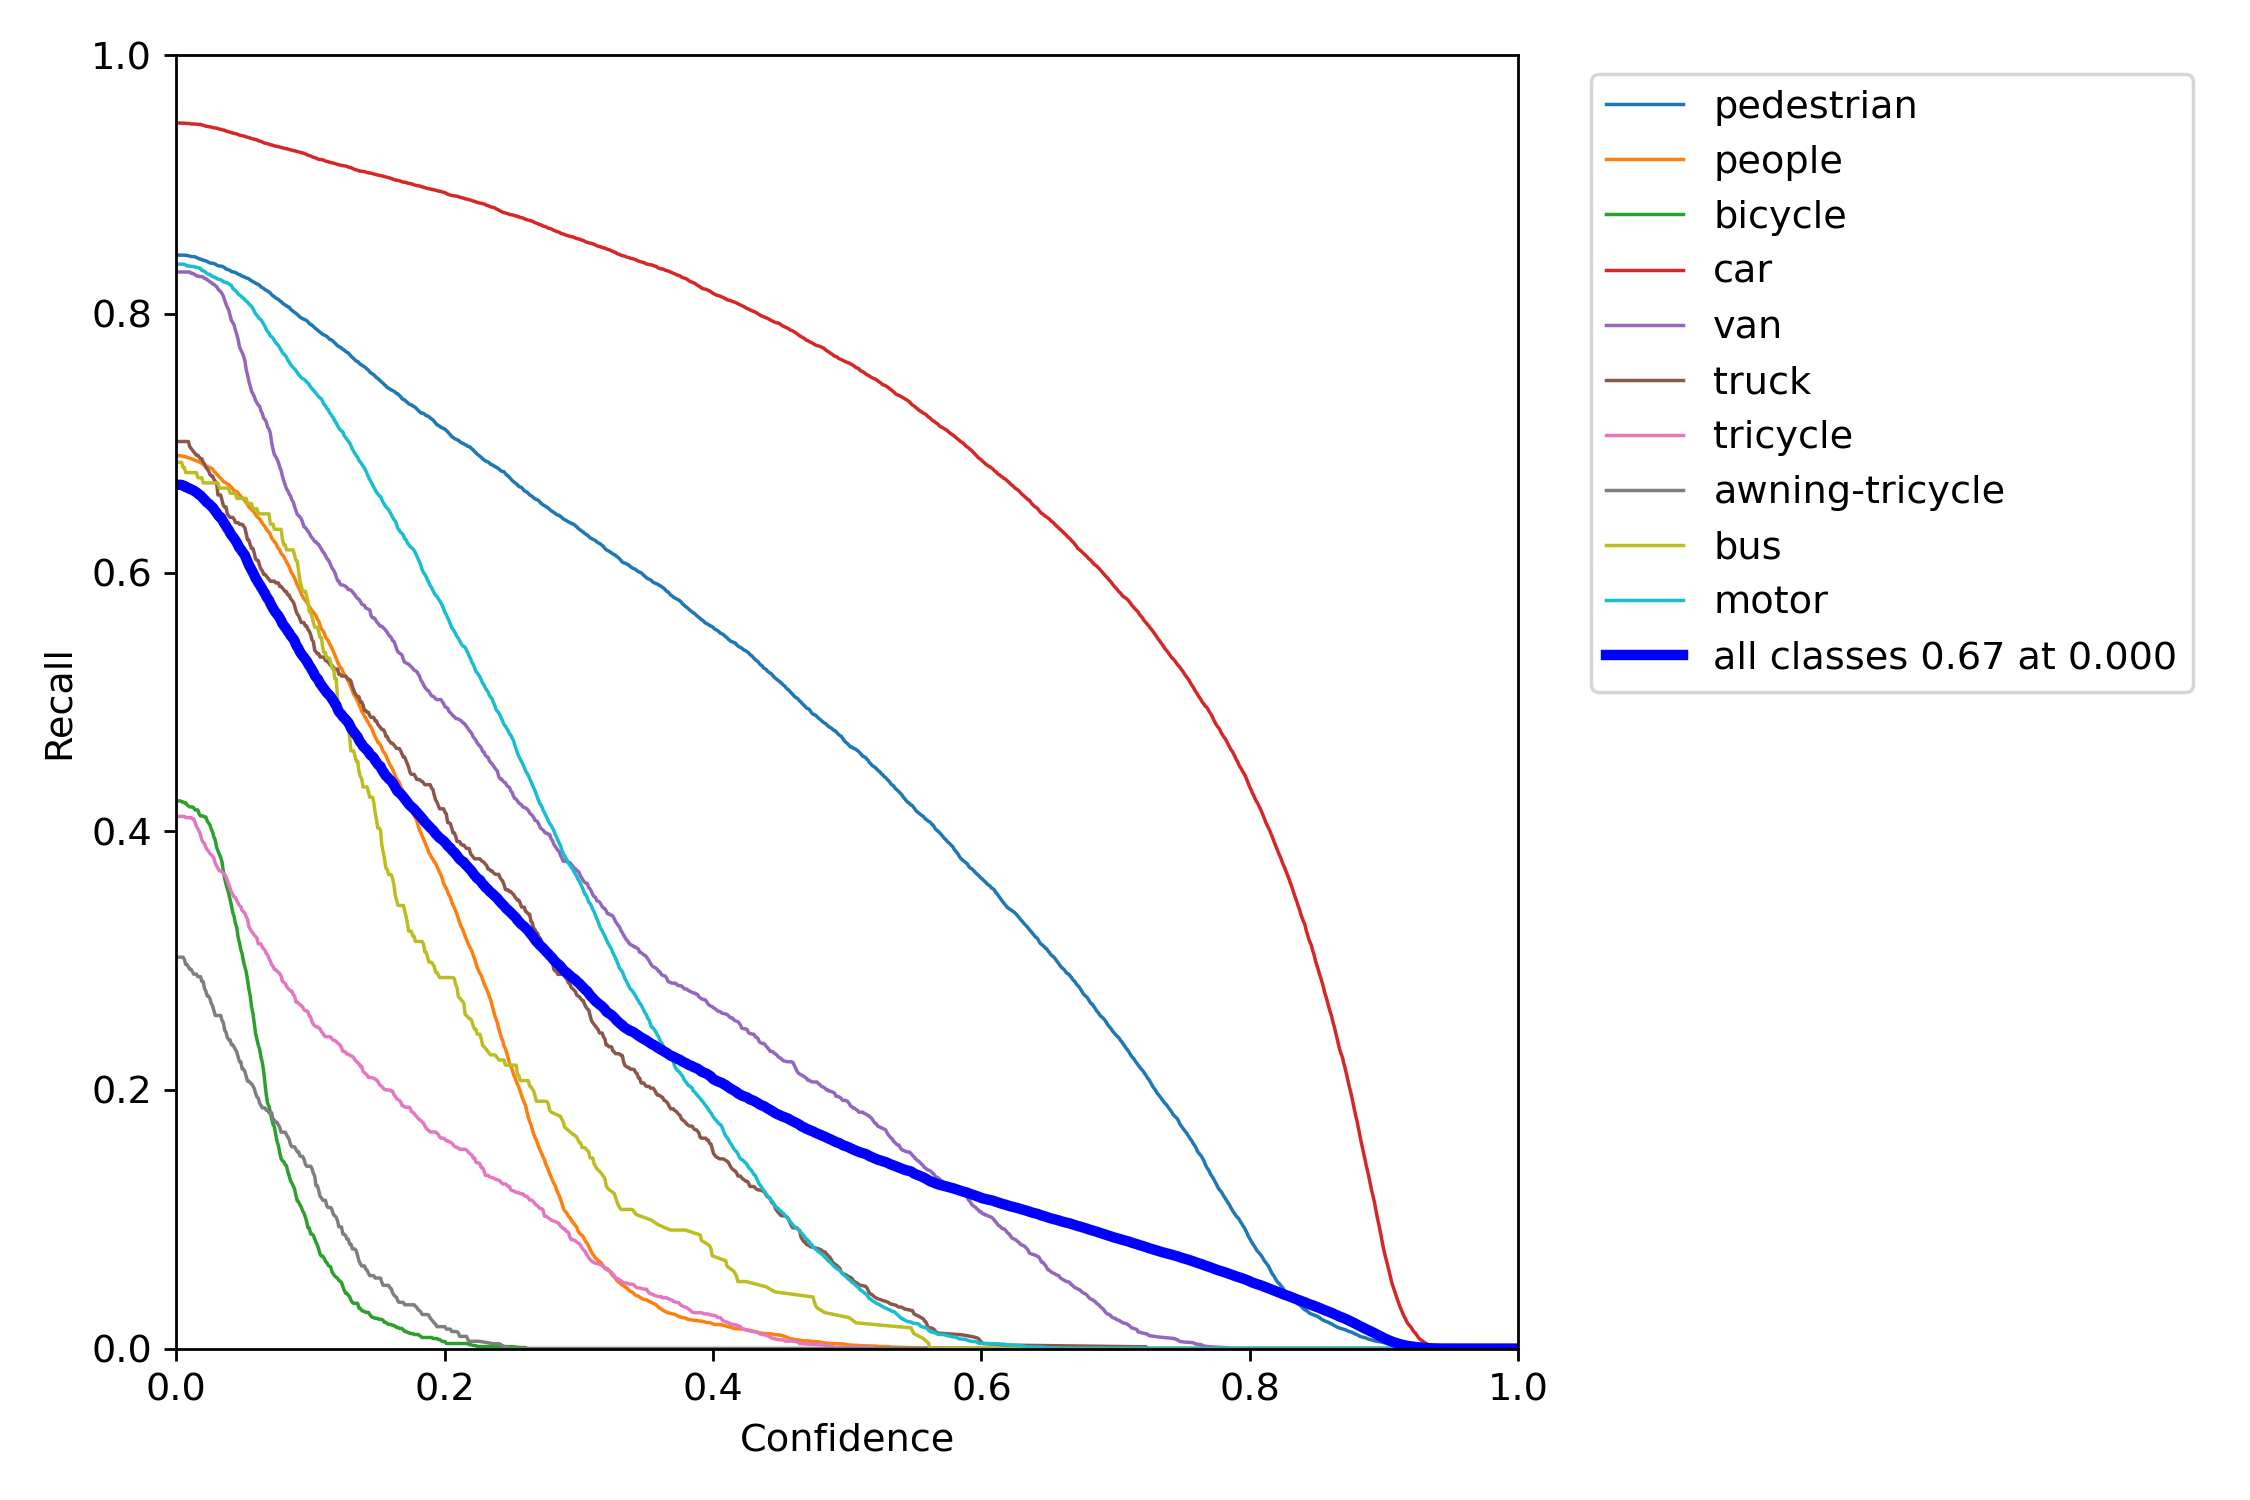 1.0
0.8
0.6
0.4
0.2
0.0
Recall
0.0 0.2 0.4 0.6 0.8 1.0
Confidence
pedestrian
people
bicycle
car
van
truck
tricycle
awning-tricycle
bus
motor
all classes 0.67 at 0.000